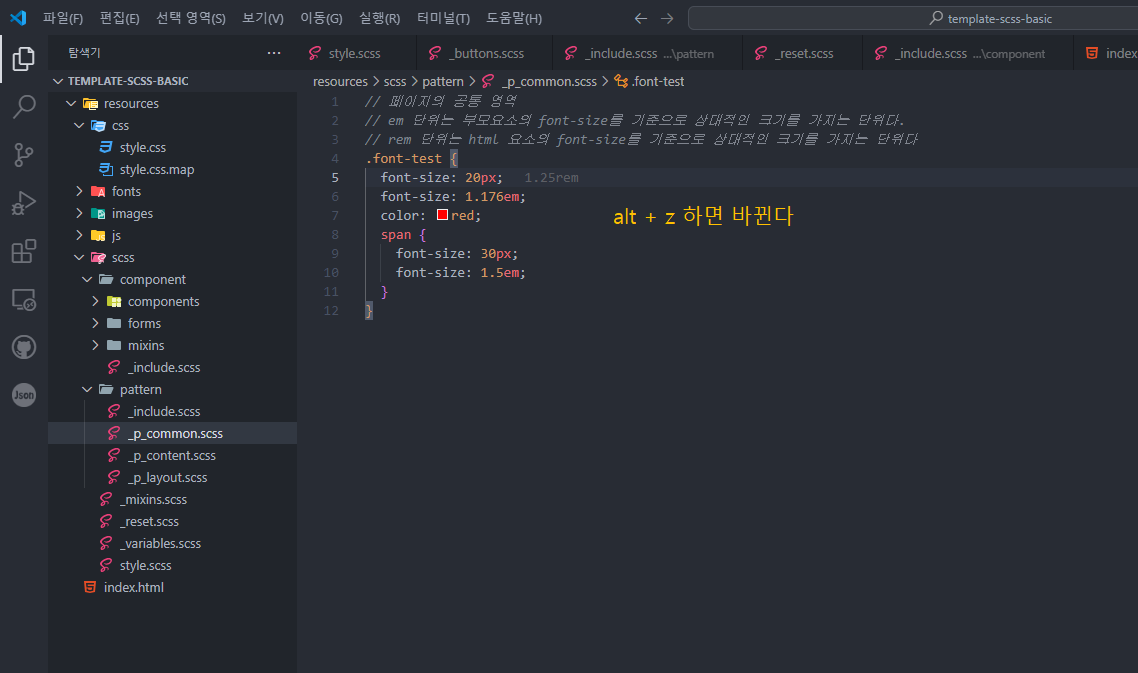 파일(F) 편집(E) 선택 영역(S) 보기(V) 이동(G) 실행(R) 터미널(T) 도움말(H) template-scss-basic
탐색기 ...
style.scss _buttons.scss _include.scss ...\pattern _reset.scss _include.scss ...\component index
TEMPLATE-SCSS-BASIC
resources
css
style.css
style.css.map
fonts
images
js
scss
component
components
forms
mixins
_include.scss
pattern
_include.scss
_p_common.scss
_p_content.scss
_p_layout.scss
_mixins.scss
_reset.scss
_variables.scss
style.scss
index.html
Json
resources > scss > pattern > _p_common.scss > .font-test
1 // 페이지의 공통 영역
2 // em 단위는 부모요소의 font-size를 기준으로 상대적인 크기를 가지는 단위다.
3 // rem 단위는 html 요소의 font-size를 기준으로 상대적인 크기를 가지는 단위다
4 .font-test {
5 font-size: 20px; 1.25rem
6 font-size: 1.176em;
7 color: red;
8 span {
9 font-size: 30px;
10 font-size: 1.5em;
11 }
12 }
alt + z 하면 바뀐다